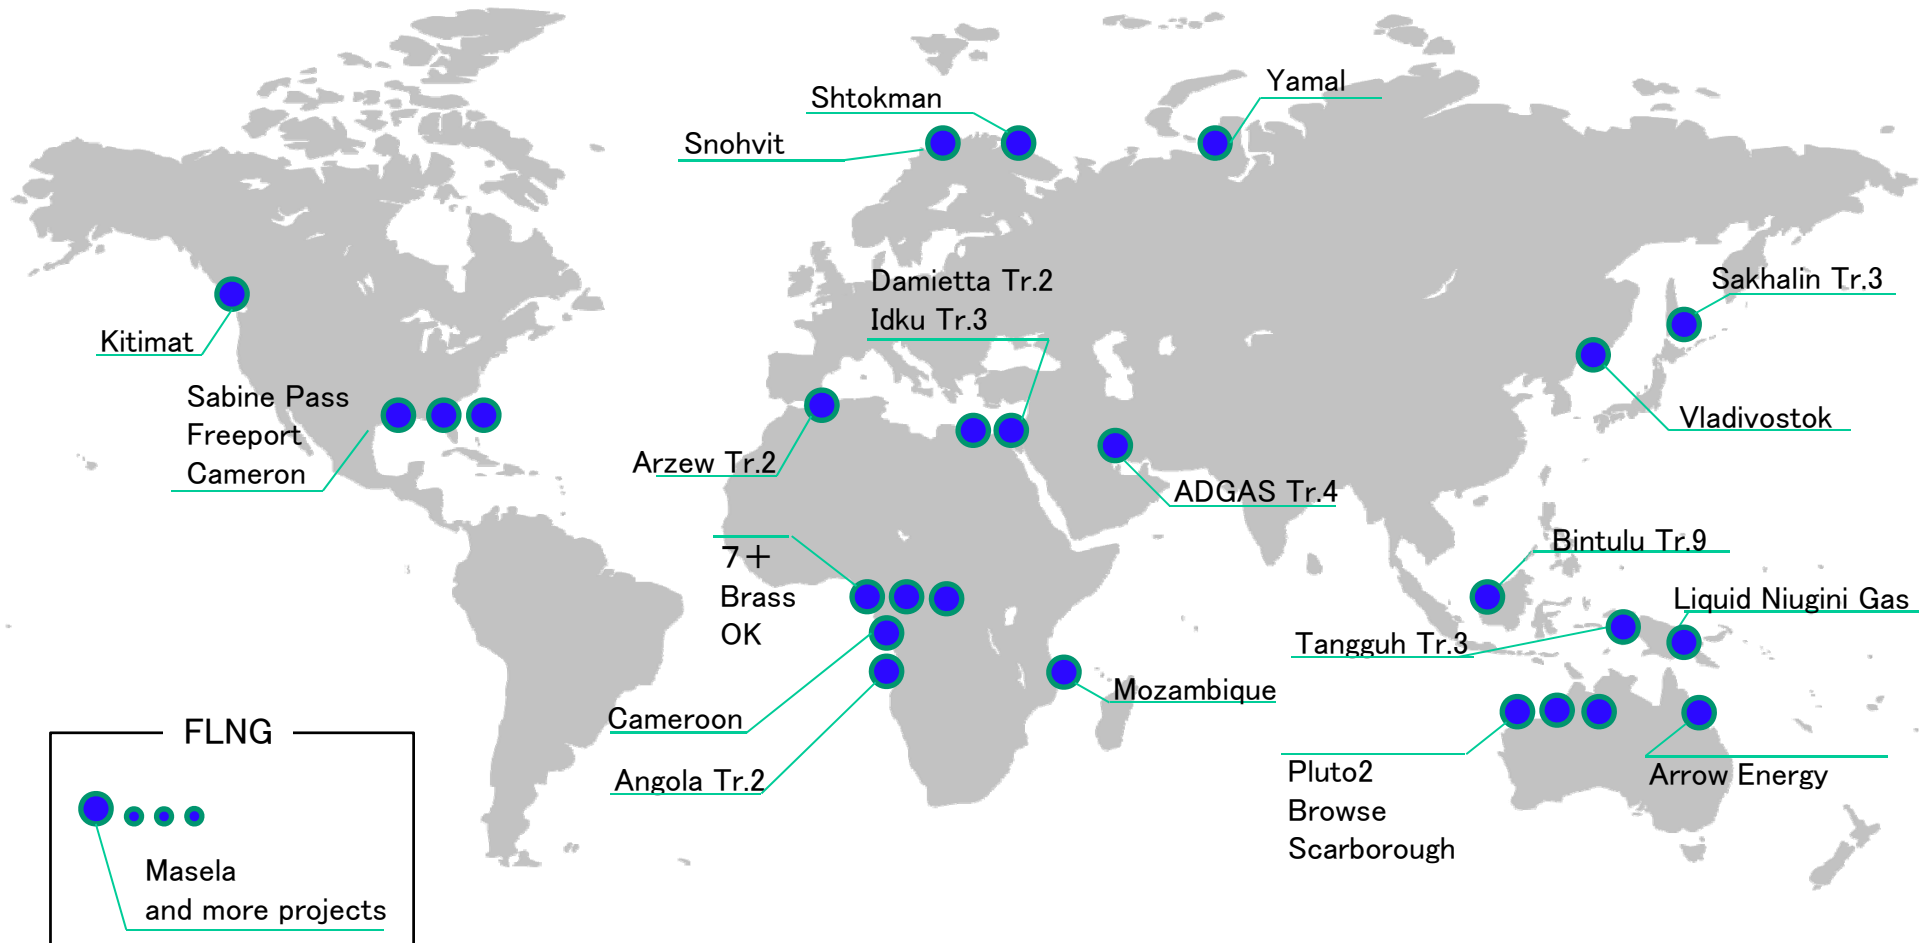 Yamal
Shtokman
Snohvit
Damietta Tr.2
Idku Tr.3
Sakhalin Tr.3
Kitimat
Sabine Pass
Freeport
Cameron
Vladivostok
Arzew Tr.2
ADGAS Tr.4
7+
Brass
OK
Bintulu Tr.9
Liquid Niugini Gas
Tangguh Tr.3
Mozambique
Cameroon
Angola Tr.2
Pluto2
Browse
Scarborough
Arrow Energy
FLNG
Masela
and more projects